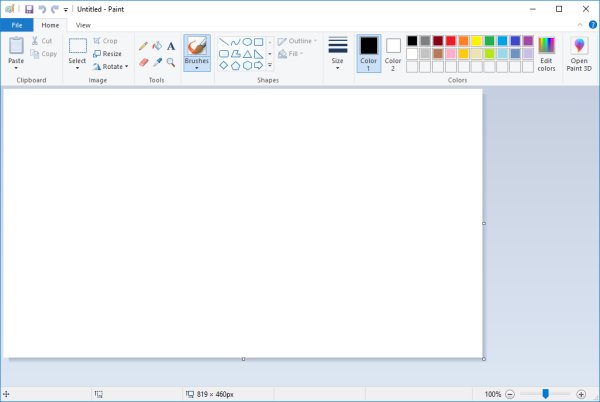 Untitled - Paint
File Home View
Paste
Cut
Copy
Clipboard
Select
Crop
Resize
Rotate
Image
A
Tools
Brushes
Shapes
Outline
Fill
Size
Color 1
Color 2
Colors
Edit colors
Open Paint 3D
819 × 460px
100%